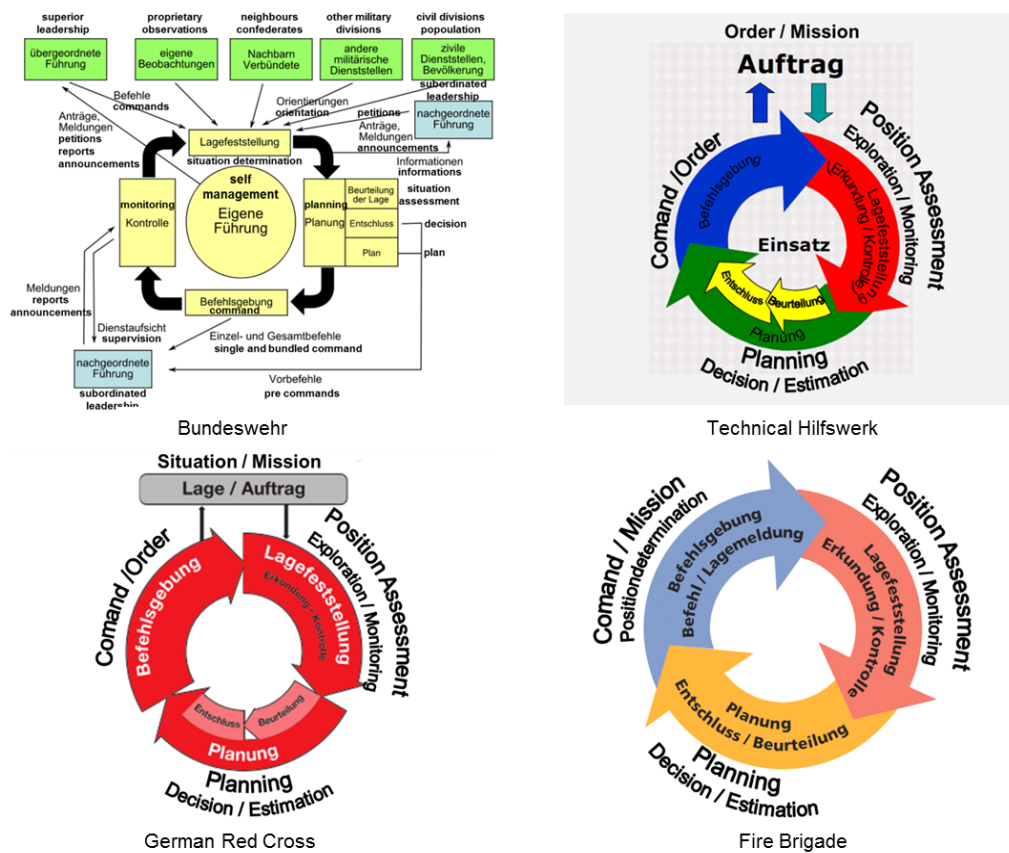 superior
leadership
proprietary
observations
neighbours
confederates
other military
divisions
civil divisions
popoulation
übergeordnete
Führung
eigene
Beobachtungen
Nachbarn
Verbündete
andere
militärische
Dienststellen
zivile
Dienststellen,
Bevölkerung
subordinated
leadership
nachgeordnete
Führung
Befehle
commands
Orientierungen
orientation
petitions
Anträge,
Meldungen
announcements
Anträge,
Meldungen
petitions
reports
announcements
Lagefeststellung
situation determination
Informationen
informations
self
management
Eigene
Führung
monitoring
Kontrolle
planning
Planung
Beurteilung
der Lage
Entschluss
Plan
situation
assessment
decision
plan
Befehlsgebung
command
Meldungen
reports
announcements
Dienstaufsicht
supervision
Einzel- und Gesamtbefehle
single and bundled command
nachgeordnete
Führung
subordinated
leadership
Vorbefehle
pre commands
Bundeswehr
Order / Mission
Auftrag
Comand /Order
Befehlsgebung
Position Assessment
Exploration / Monitoring
Lagefeststellung
(Erkundung / Kontrolle)
Einsatz
Entschluss
Beurteilung
Planung
Planning
Decision / Estimation
Technical Hilfswerk
Situation / Mission
Lage / Auftrag
Comand /Order
Befehlsgebung
Position Assessment
Exploration / Monitoring
Lagefeststellung
Erkundung / Kontrolle
Entschluss
Beurteilung
Planung
Planning
Decision / Estimation
German Red Cross
Comand / Mission
Positiondetermination
Befehlsgebung
Befehl / Lagemeldung
Position Assessment
Exploration / Monitoring
Lagefeststellung
Erkundung / Kontrolle
Planung
Entschluss / Beurteilung
Planning
Decision / Estimation
Fire Brigade